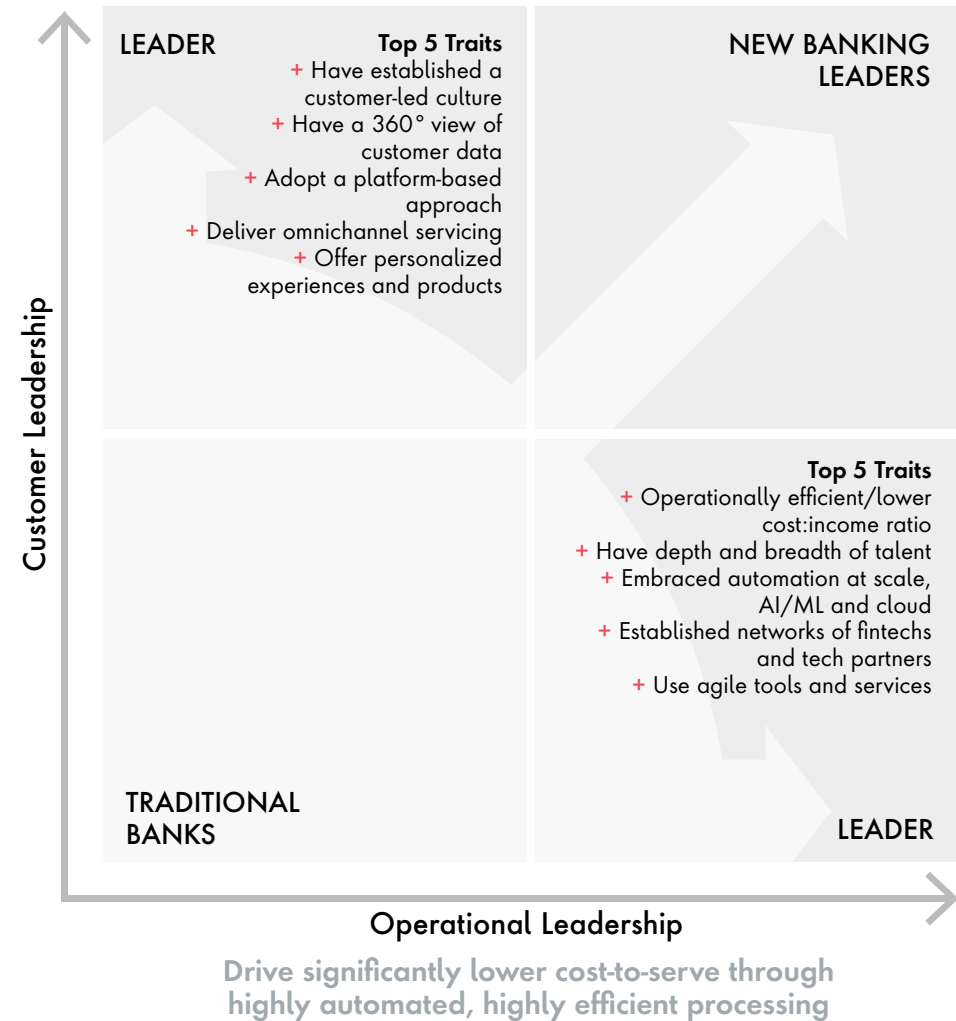 LEADER
Top 5 Traits
+ Have established a
customer-led culture
+ Have a 360° view of
customer data
+ Adopt a platform-based
approach
+ Deliver omnichannel servicing
+ Offer personalized
experiences and products
NEW BANKING
LEADERS
Customer Leadership
TRADITIONAL
BANKS
Top 5 Traits
+ Operationally efficient/lower
cost:income ratio
+ Have depth and breadth of talent
+ Embraced automation at scale,
AI/ML and cloud
+ Established networks of fintechs
and tech partners
+ Use agile tools and services
LEADER
Operational Leadership
Drive significantly lower cost-to-serve through
highly automated, highly efficient processing